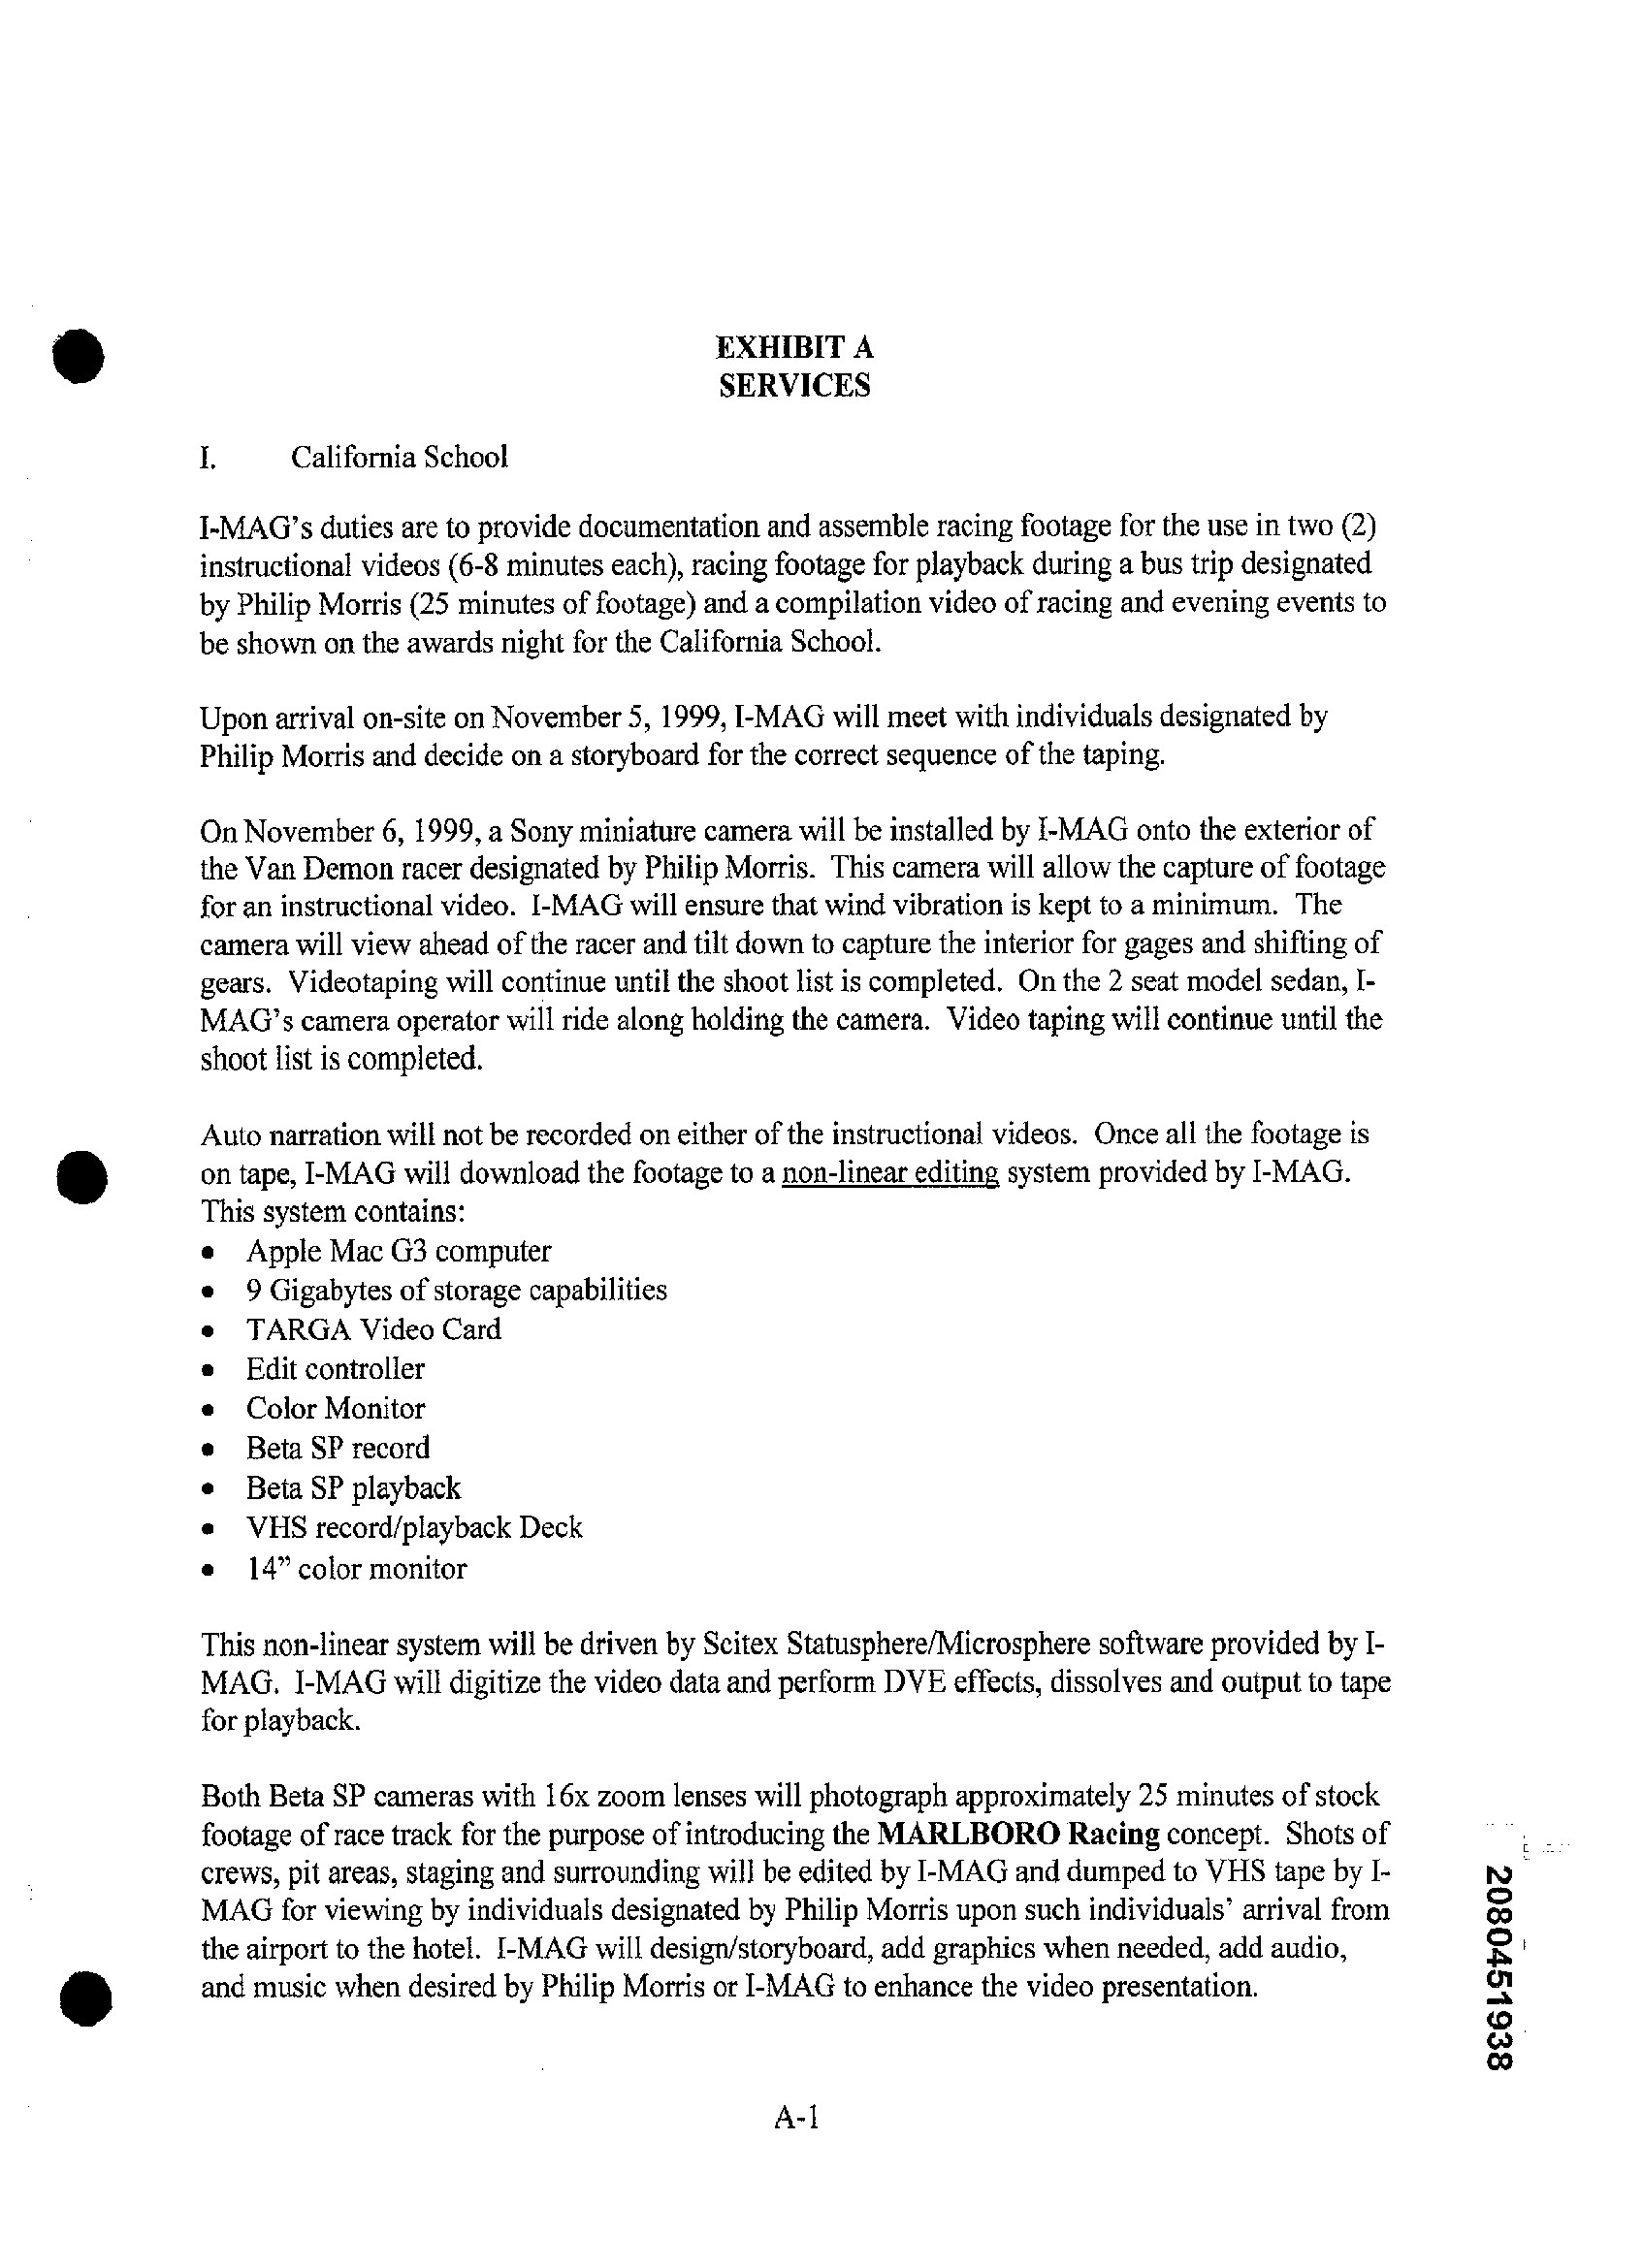 EXHIBIT A
SERVICES
I. California School
I-MAG's duties are to provide documentation and assemble racing footage for the use in two (2)
instructional videos (6-8 minutes each), racing footage for playback during a bus trip designated
by Philip Morris (25 minutes of footage) and a compilation video of racing and evening events to
be shown on the awards night for the California School.
Upon arrival on-site on November 5, 1999, I-MAG will meet with individuals designated by
Philip Morris and decide on a storyboard for the correct sequence of the taping.
On November 6, 1999, a Sony miniature camera will be installed by I-MAG onto the exterior of
the Van Demon racer designated by Philip Morris.  This camera will allow the capture of footage
for an instructional video.  I-MAG will ensure that wind vibration is kept to a minimum.  The
camera will view ahead of the racer and tilt down to capture the interior for gages and shifting of
gears.  Videotaping will continue until the shoot list is completed.  On the 2 seat model sedan, I-
MAG's camera operator will ride along holding the camera.  Video taping will continue until the
shoot list is completed.
Auto narration will not be recorded on either of the instructional videos.  Once all the footage is
on tape, I-MAG will download the footage to a non-linear editing system provided by I-MAG.
This system contains:
• Apple Mac G3 computer
• 9 Gigabytes of storage capabilities
• TARGA Video Card
• Edit controller
• Color Monitor
• Beta SP record
• Beta SP playback
• VHS record/playback Deck
• 14" color monitor
This non-linear system will be driven by Scitex Statusphere/Microsphere software provided by I-
MAG.  I-MAG will digitize the video data and perform DVE effects, dissolves and output to tape
for playback.
Both Beta SP cameras with 16x zoom lenses will photograph approximately 25 minutes of stock
footage of race track for the purpose of introducing the MARLBORO Racing concept.  Shots of
crews, pit areas, staging and surrounding will be edited by I-MAG and dumped to VHS tape by I-
MAG for viewing by individuals designated by Philip Morris upon such individuals' arrival from
the airport to the hotel.  I-MAG will design/storyboard, add graphics when needed, add audio,
and music when desired by Philip Morris or I-MAG to enhance the video presentation.
A-1
2080451938